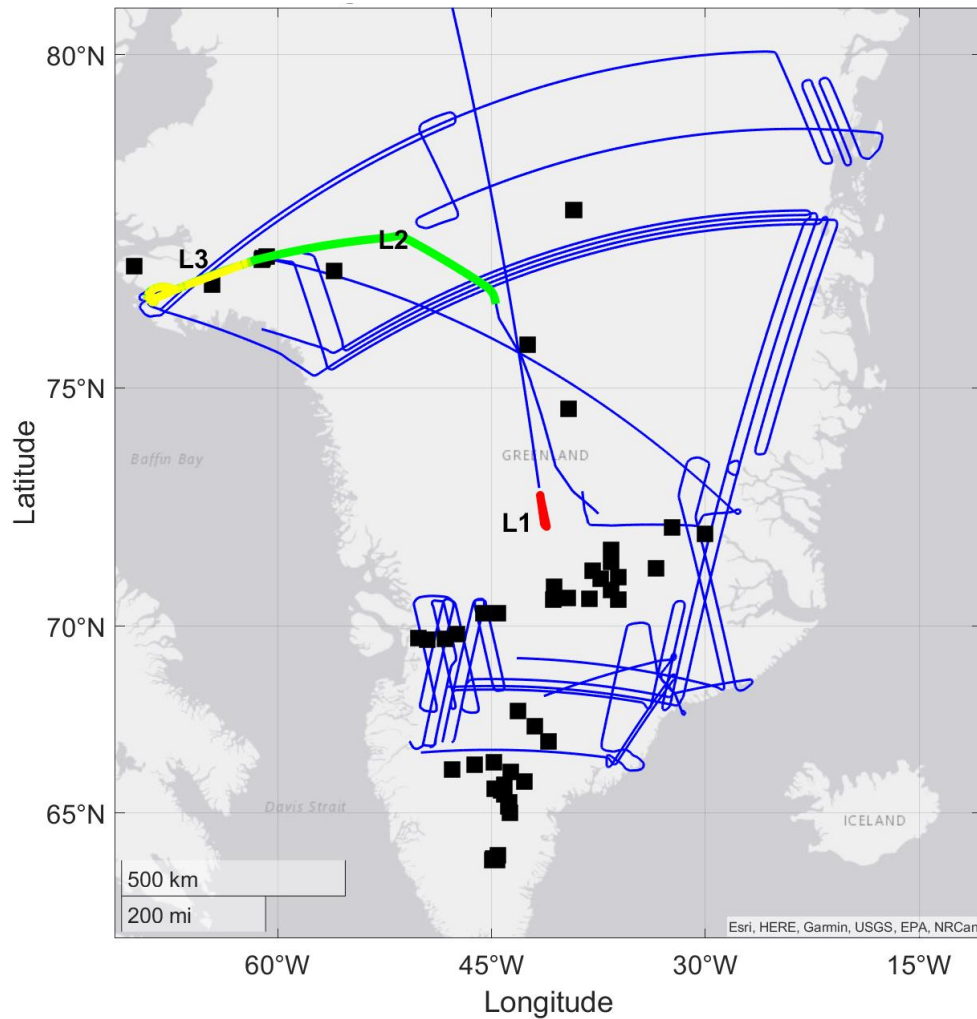 80°N
L3
L2
75°N
Baffin Bay
GREENLAND
L1
70°N
65°N
Davis Strait
ICELAND
500 km
200 mi
Esri, HERE, Garmin, USGS, EPA, NRCan
60°W
45°W
30°W
15°W
Longitude
Latitude